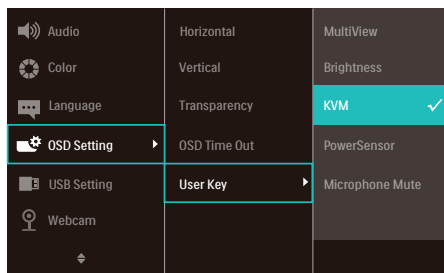 Audio
Color
Language
OSD Setting
USB Setting
Webcam
Horizontal
Vertical
Transparency
OSD Time Out
User Key
MultiView
Brightness
KVM
PowerSensor
Microphone Mute